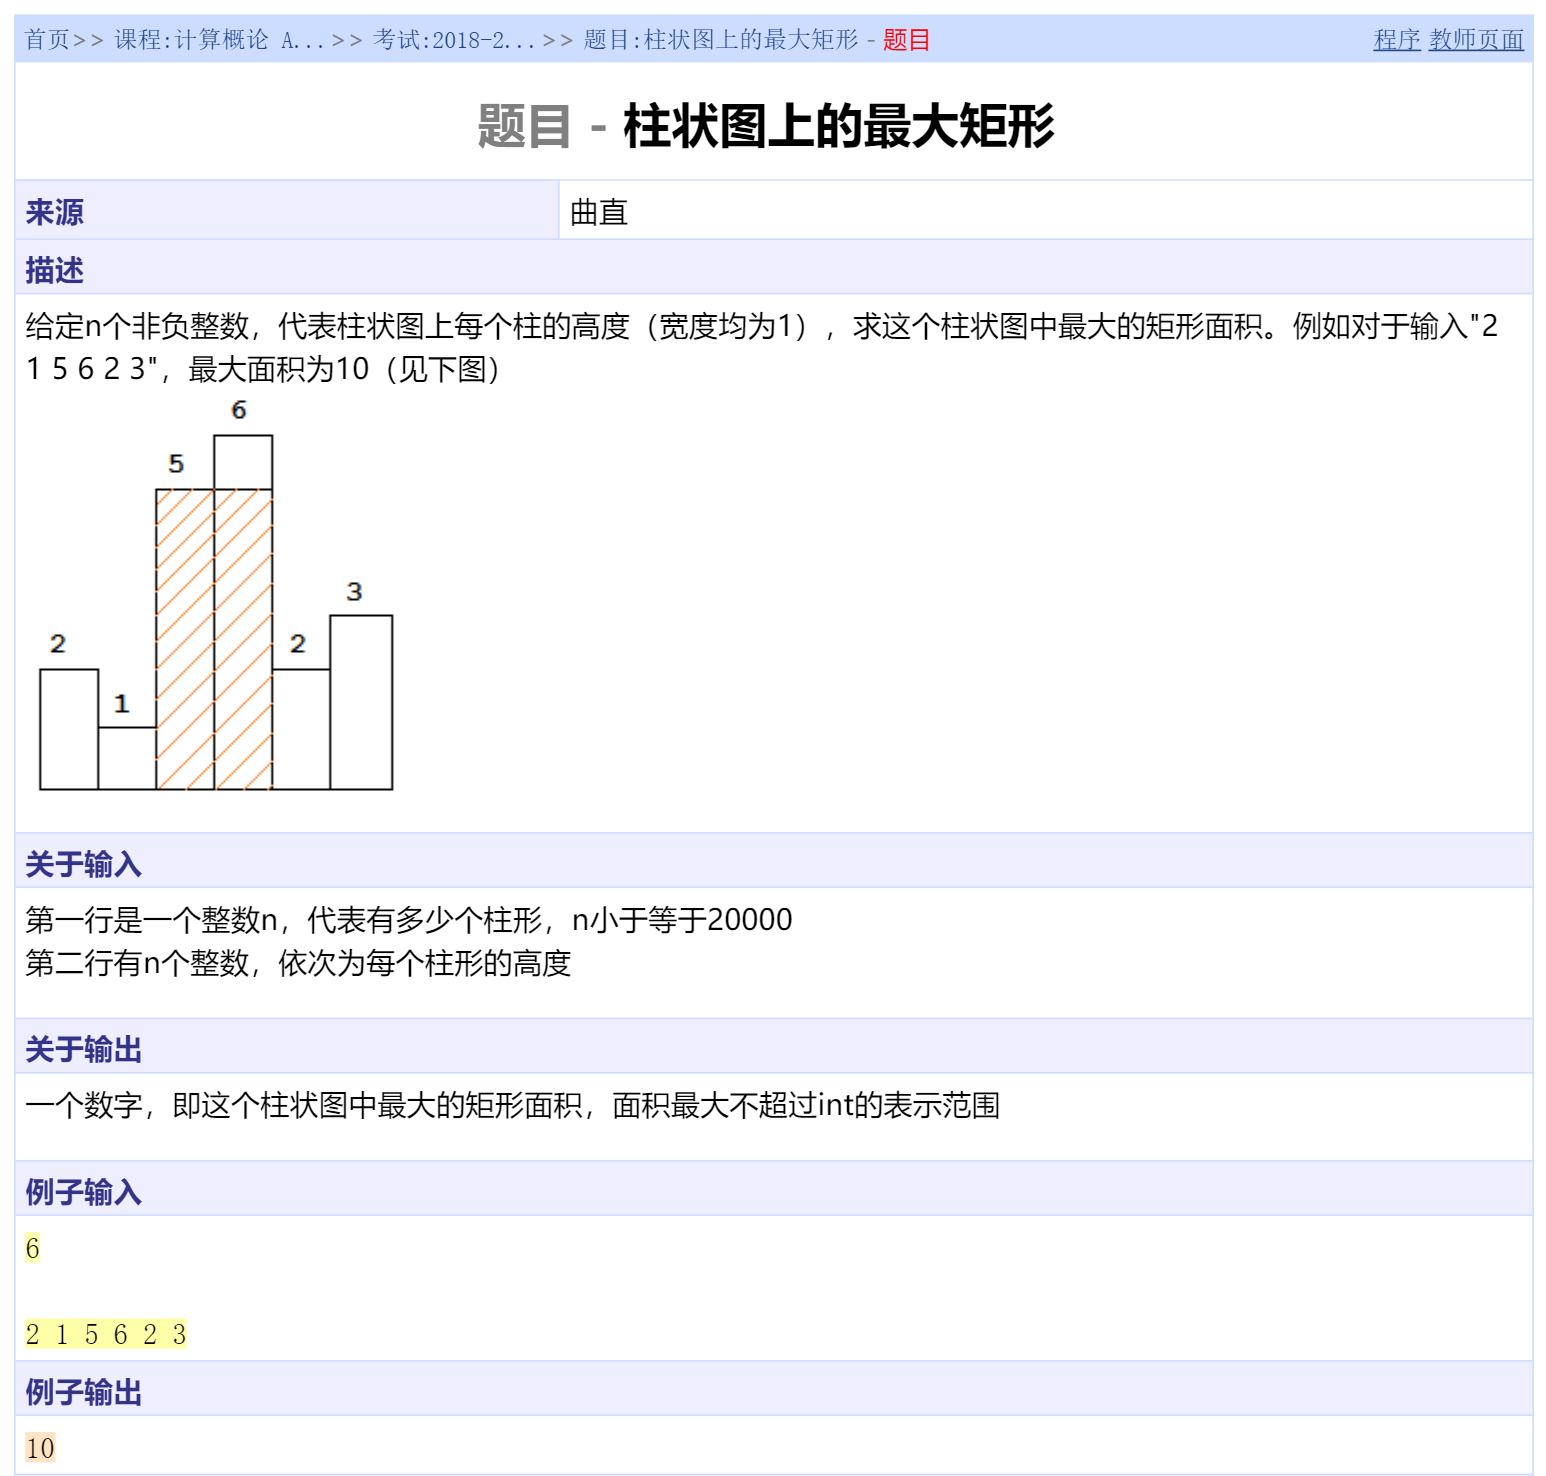 首页>> 课程:计算概论 A...>> 考试:2018-2...>> 题目:柱状图上的最大矩形 - 题目 程序 教师页面
题目 - 柱状图上的最大矩形
来源 曲直
描述
给定n个非负整数，代表柱状图上每个柱的高度（宽度均为1），求这个柱状图中最大的矩形面积。例如对于输入"2
1 5 6 2 3"，最大面积为10（见下图）
6
5
3
2 2
1
关于输入
第一行是一个整数n，代表有多少个柱形，n小于等于20000
第二行有n个整数，依次为每个柱形的高度
关于输出
一个数字，即这个柱状图中最大的矩形面积，面积最大不超过int的表示范围
例子输入
6
2 1 5 6 2 3
例子输出
10